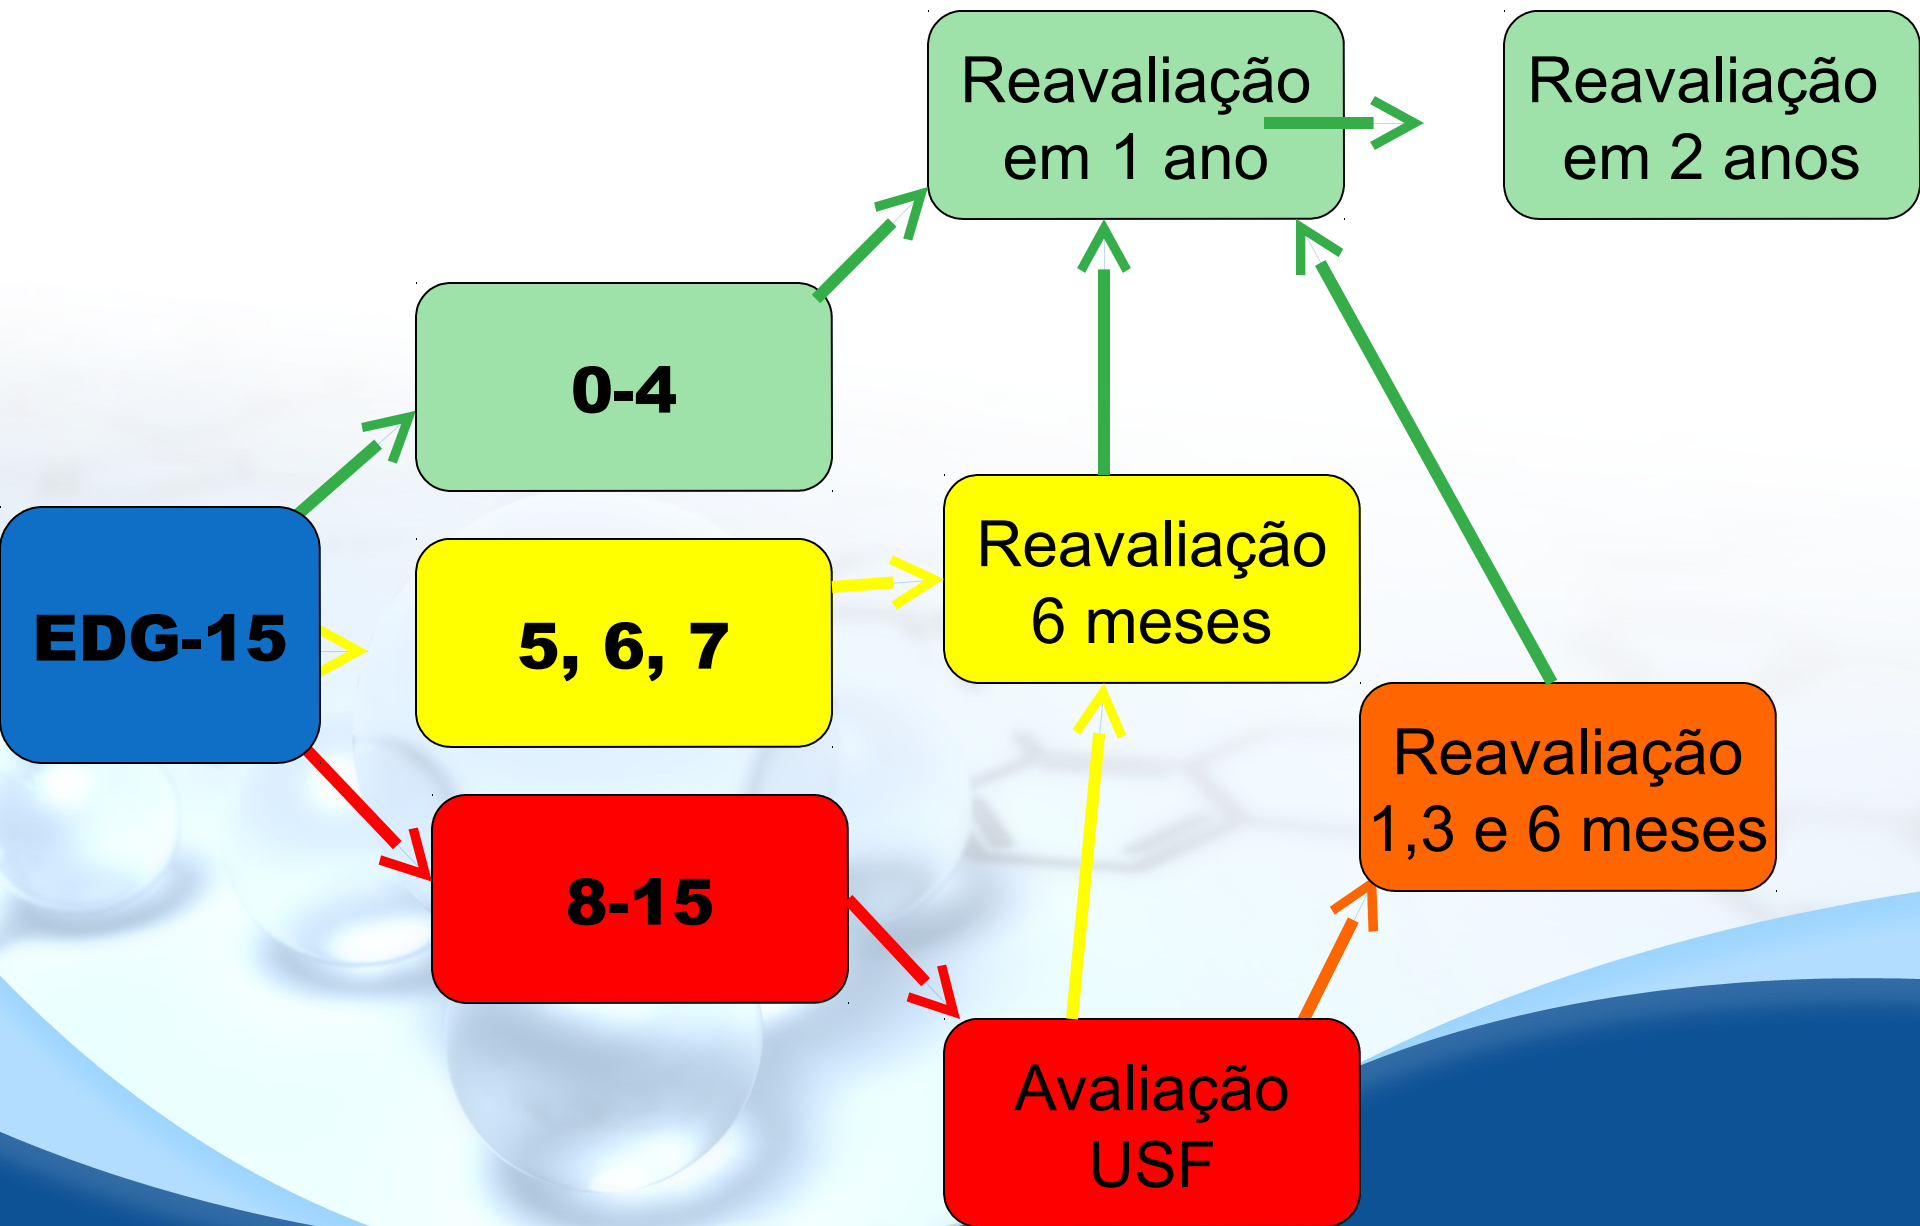 Reavaliação
em 1 ano
Reavaliação
em 2 anos
0-4
Reavaliação
6 meses
EDG-15
5, 6, 7
Reavaliação
1,3 e 6 meses
8-15
Avaliação
USF